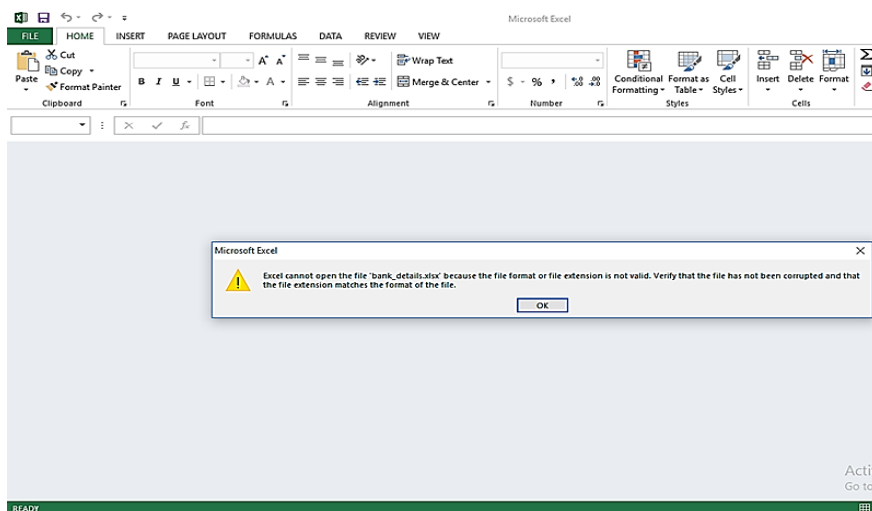 Microsoft Excel
FILE HOME INSERT PAGE LAYOUT FORMULAS DATA REVIEW VIEW
Paste
Cut
Copy
Format Painter
Clipboard
B I U A A A
Font
Wrap Text
Merge & Center
Alignment
$ % ,
Number
Conditional Formatting
Format as Table
Cell Styles
Styles
Insert Delete Format
Cells
fx
Microsoft Excel
Excel cannot open the file 'bank_details.xlsx' because the file format or file extension is not valid. Verify that the file has not been corrupted and that
the file extension matches the format of the file.
OK
Acti
Go to
READY